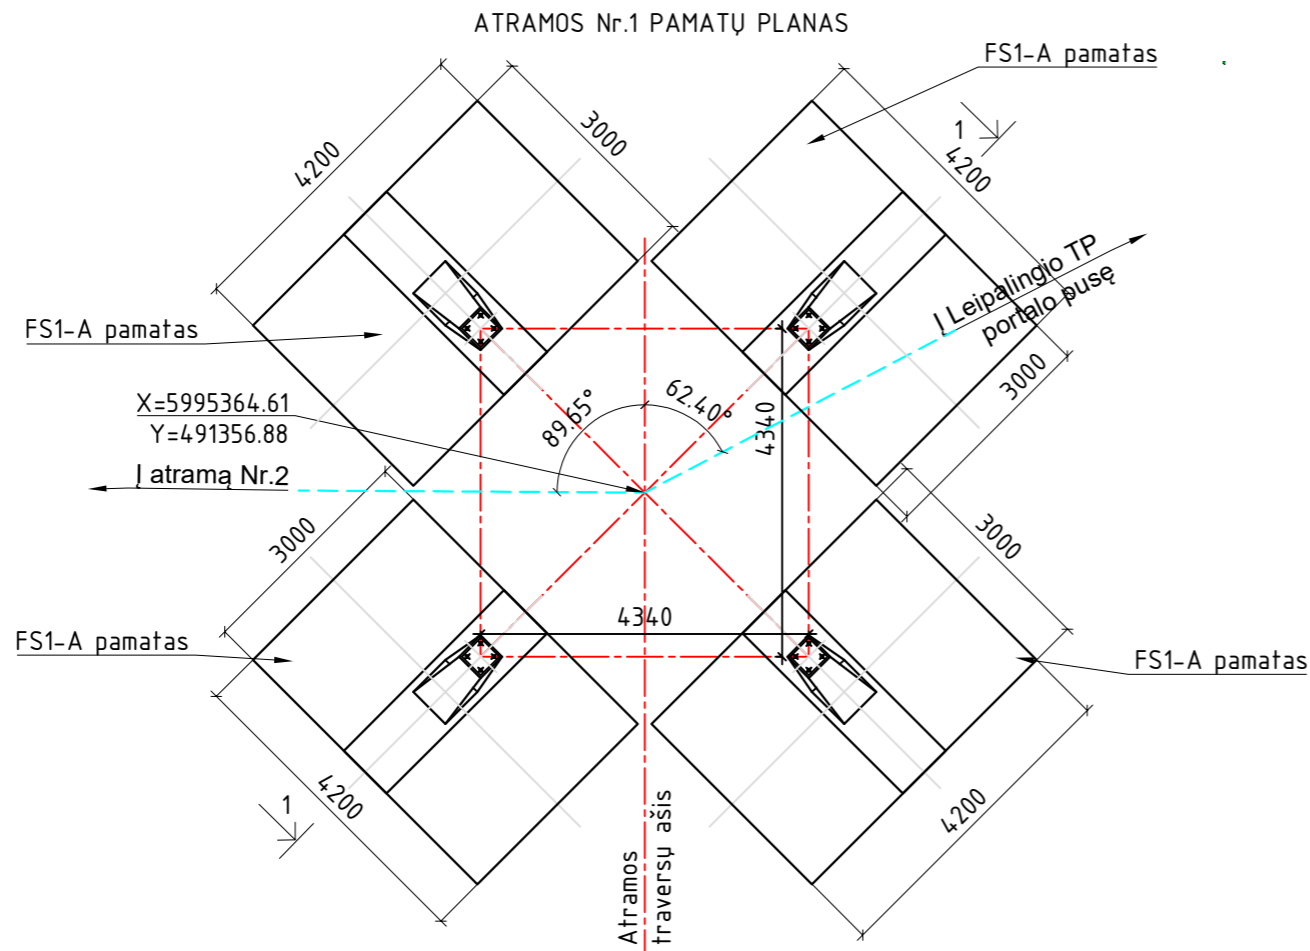 ATRAMOS Nr.1 PAMATŲ PLANAS
FS1-A pamatas
4200
3000
1
4200
Į Leipalingio TP
portalo pusę
FS1-A pamatas
3000
X=5995364.61
Y=491356.88
89.65°
62.40°
4340
Į atramą Nr.2
3000
3000
4340
FS1-A pamatas
FS1-A pamatas
4200
1
4200
Atramos
traversų ašis